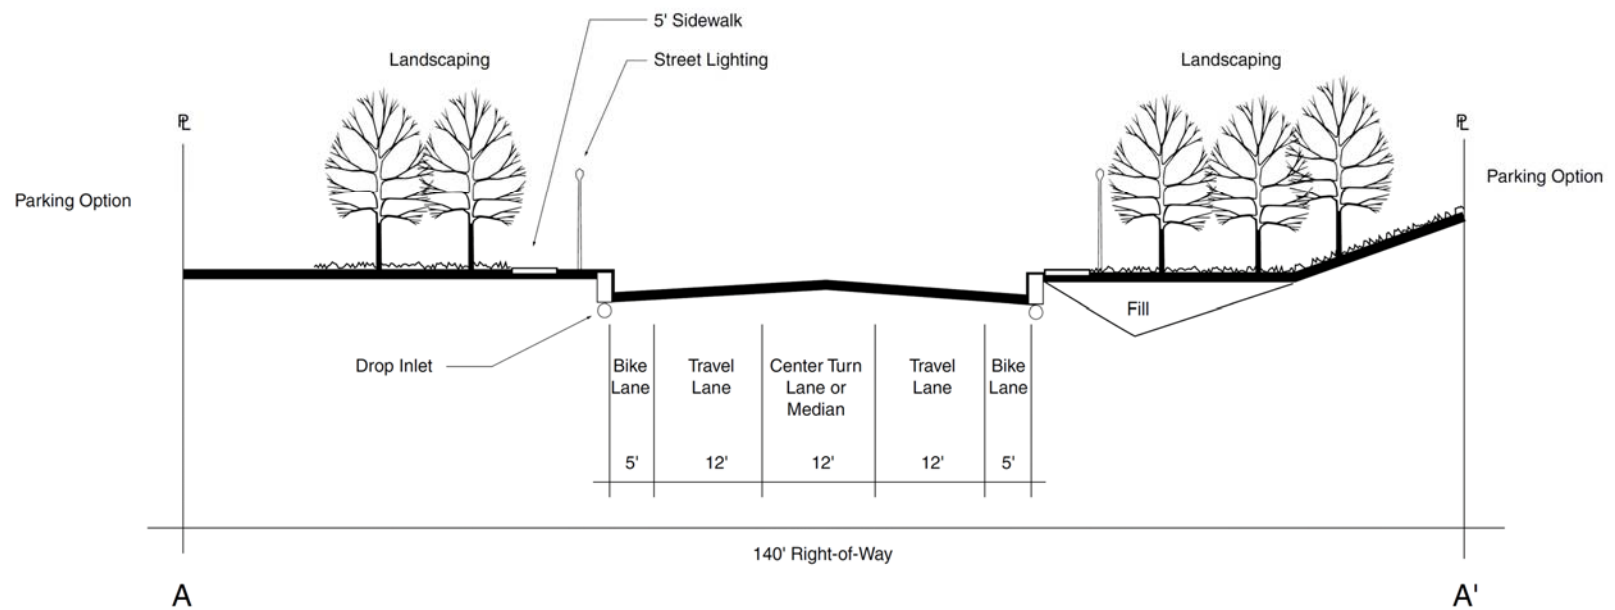 5' Sidewalk
Landscaping
Street Lighting
Landscaping
PL
PL
Parking Option
Parking Option
Fill
Drop Inlet
Bike
Lane
Travel
Lane
Center Turn
Lane or
Median
Travel
Lane
Bike
Lane
5'
12'
12'
12'
5'
140' Right-of-Way
A
A'